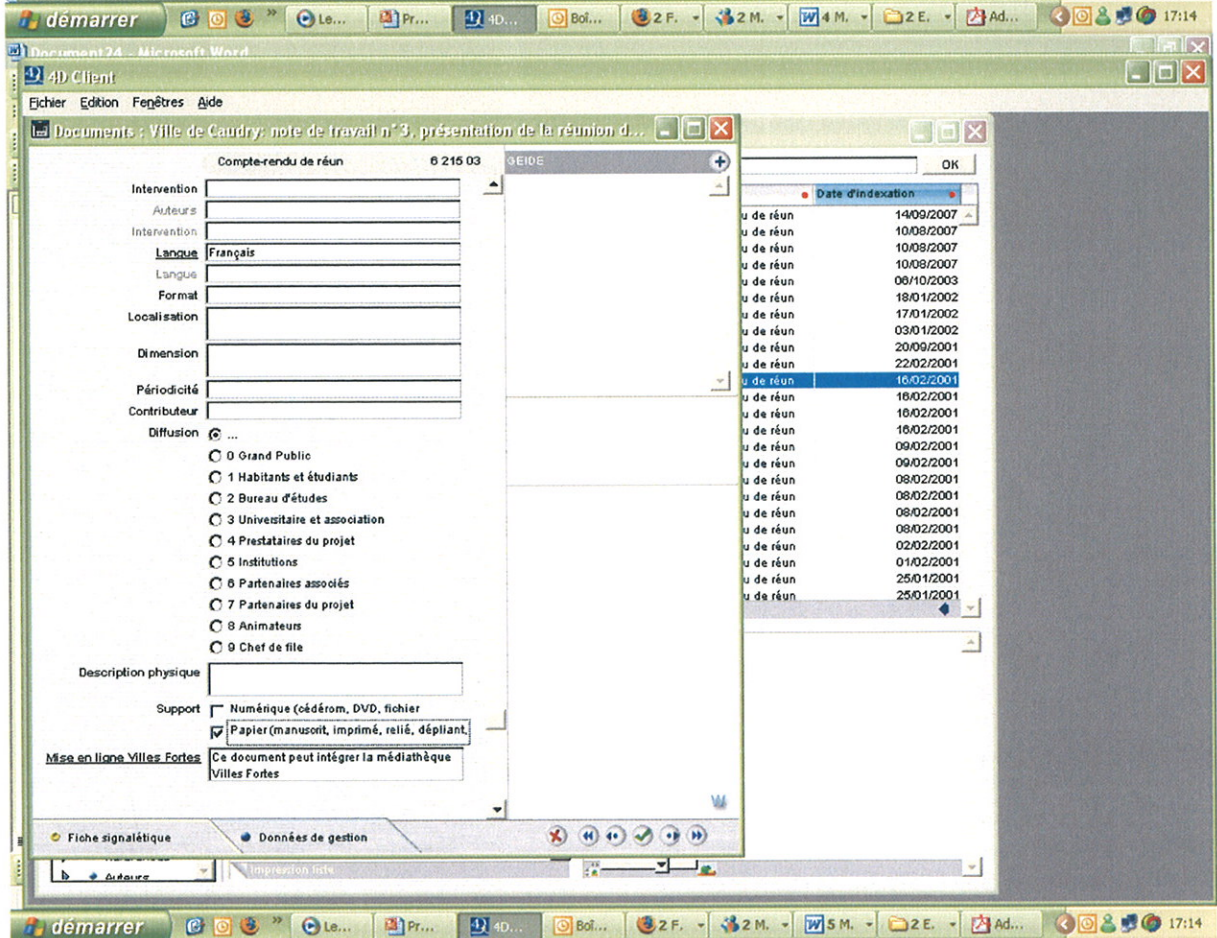 démarrer » Le... Pr... 4D... Boî... 2 F. 2 M. 4 M. 2 E. Ad... 17:14
Document24 - Microsoft Word
4D Client
Fichier Edition Fenêtres Aide
Documents : Ville de Caudry: note de travail n°3, présentation de la réunion d...
Compte-rendu de réun 6 215 03
GEIDE
OK
Intervention
Auteurs
Intervention
Langue Français
Langue
Format
Localisation
Dimension
Périodicité
Contributeur
Diffusion ...
0 Grand Public
1 Habitants et étudiants
2 Bureau d'études
3 Universitaire et association
4 Prestataires du projet
5 Institutions
6 Partenaires associés
7 Partenaires du projet
8 Animateurs
9 Chef de file
Description physique
Support Numérique (cédérom, DVD, fichier
Papier (manuscrit, imprimé, relié, dépliant,
Mise en ligne Villes Fortes Ce document peut intégrer la médiathèque
Villes Fortes
Fiche signalétique Données de gestion
Date d'indexation
u de réun 14/09/2007
u de réun 10/08/2007
u de réun 10/08/2007
u de réun 10/08/2007
u de réun 06/10/2003
u de réun 18/01/2002
u de réun 17/01/2002
u de réun 03/01/2002
u de réun 20/09/2001
u de réun 22/02/2001
u de réun 16/02/2001
u de réun 16/02/2001
u de réun 16/02/2001
u de réun 16/02/2001
u de réun 09/02/2001
u de réun 09/02/2001
u de réun 08/02/2001
u de réun 08/02/2001
u de réun 08/02/2001
u de réun 08/02/2001
u de réun 02/02/2001
u de réun 01/02/2001
u de réun 25/01/2001
u de réun 25/01/2001
Auteurs
Impression liste
démarrer » Le... Pr... 4D... Boî... 2 F. 2 M. 5 M. 2 E. Ad... 17:14